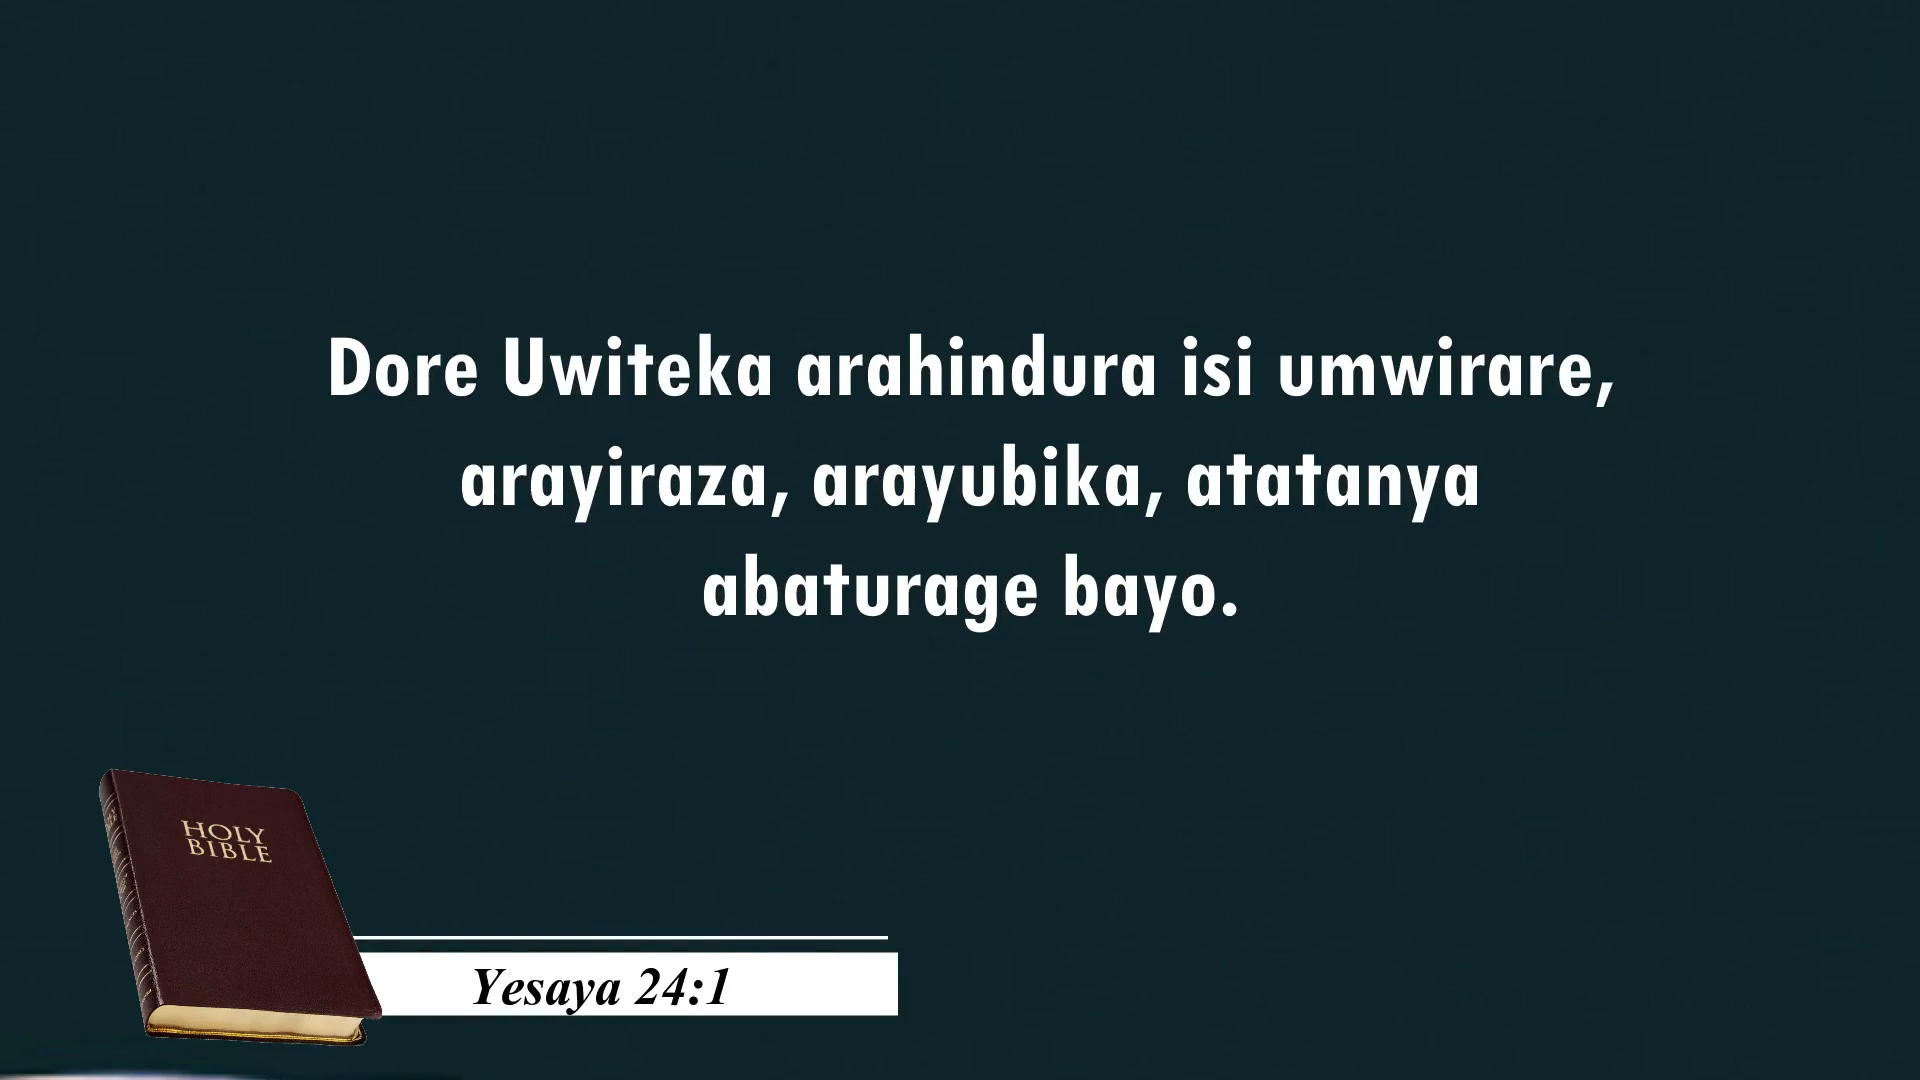 Dore Uwiteka arahindura isi umwirare,
arayiraza, arayubika, atatanya
abaturage bayo.
HOLY
BIBLE
Yesaya 24:1